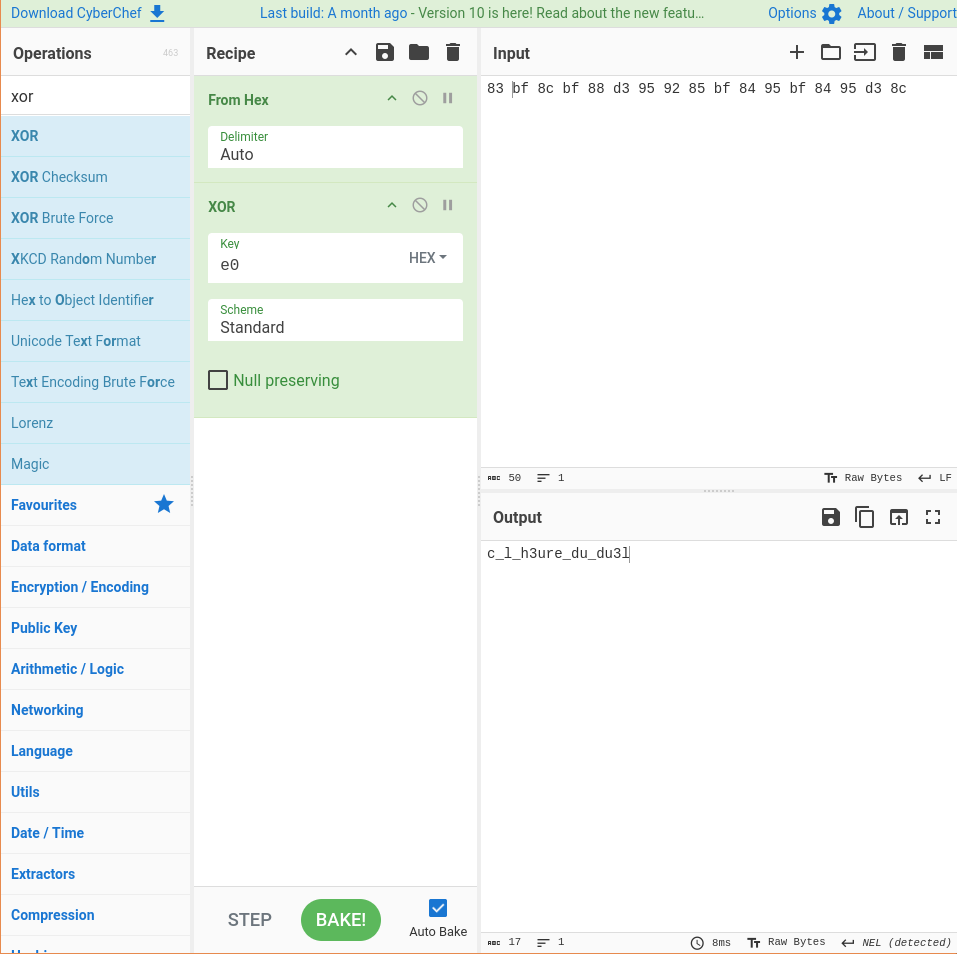 Download CyberChef
Last build: A month ago - Version 10 is here! Read about the new featu…
Options
About / Support
Operations
463
xor
XOR
XOR Checksum
XOR Brute Force
XKCD Random Number
Hex to Object Identifier
Unicode Text Format
Text Encoding Brute Force
Lorenz
Magic
Favourites
Data format
Encryption / Encoding
Public Key
Arithmetic / Logic
Networking
Language
Utils
Date / Time
Extractors
Compression
Recipe
From Hex
Delimiter
Auto
XOR
Key
e0
HEX
Scheme
Standard
Null preserving
STEP
BAKE!
Auto Bake
Input
83 bf 8c bf 88 d3 95 92 85 bf 84 95 bf 84 95 d3 8c
ABC 50 1
Raw Bytes LF
Output
c_l_h3ure_du_du3l
ABC 17 1
8ms Raw Bytes NEL (detected)